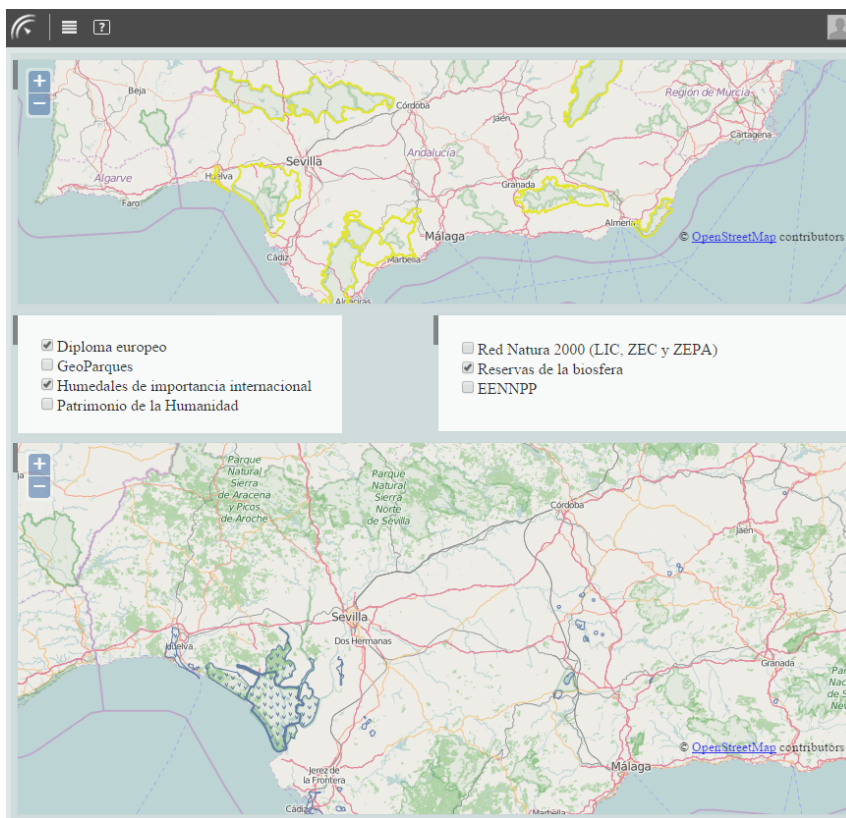 ?
+
−
Beja
Córdoba
Jaén
Región de Murcia
Cartagena
Andalucía
Sevilla
Algarve
Huelva
Granada
Faro
Almería
Málaga
© OpenStreetMap contributors
Cádiz
Marbella
Algeciras
Diploma europeo
GeoParques
Humedales de importancia internacional
Patrimonio de la Humanidad
Red Natura 2000 (LIC, ZEC y ZEPA)
Reservas de la biosfera
EENNPP
+
−
Parque
Natural
Sierra
de Aracena
y Picos
de Aroche
Parque
Natural
Sierra
Norte
de Sevilla
Córdoba
Jaén
Sevilla
Dos Hermanas
Huelva
Granada
© OpenStreetMap contributors
Málaga
Jerez de
la Frontera
Cádiz
Marbella